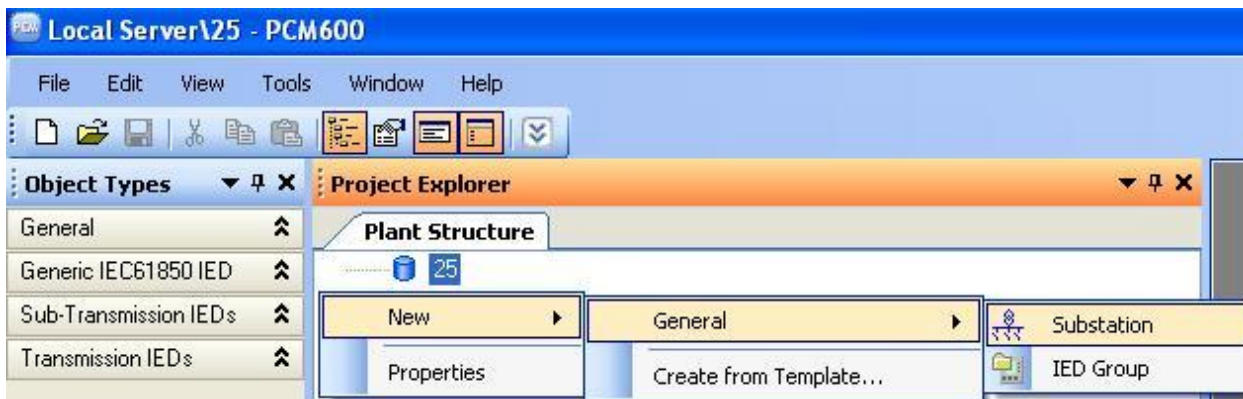 Local Server\25 - PCM600
File Edit View Tools Window Help
Object Types
Project Explorer
General
Plant Structure
Generic IEC61850 IED
25
Sub-Transmission IEDs
New
General
Substation
Transmission IEDs
Properties
Create from Template...
IED Group